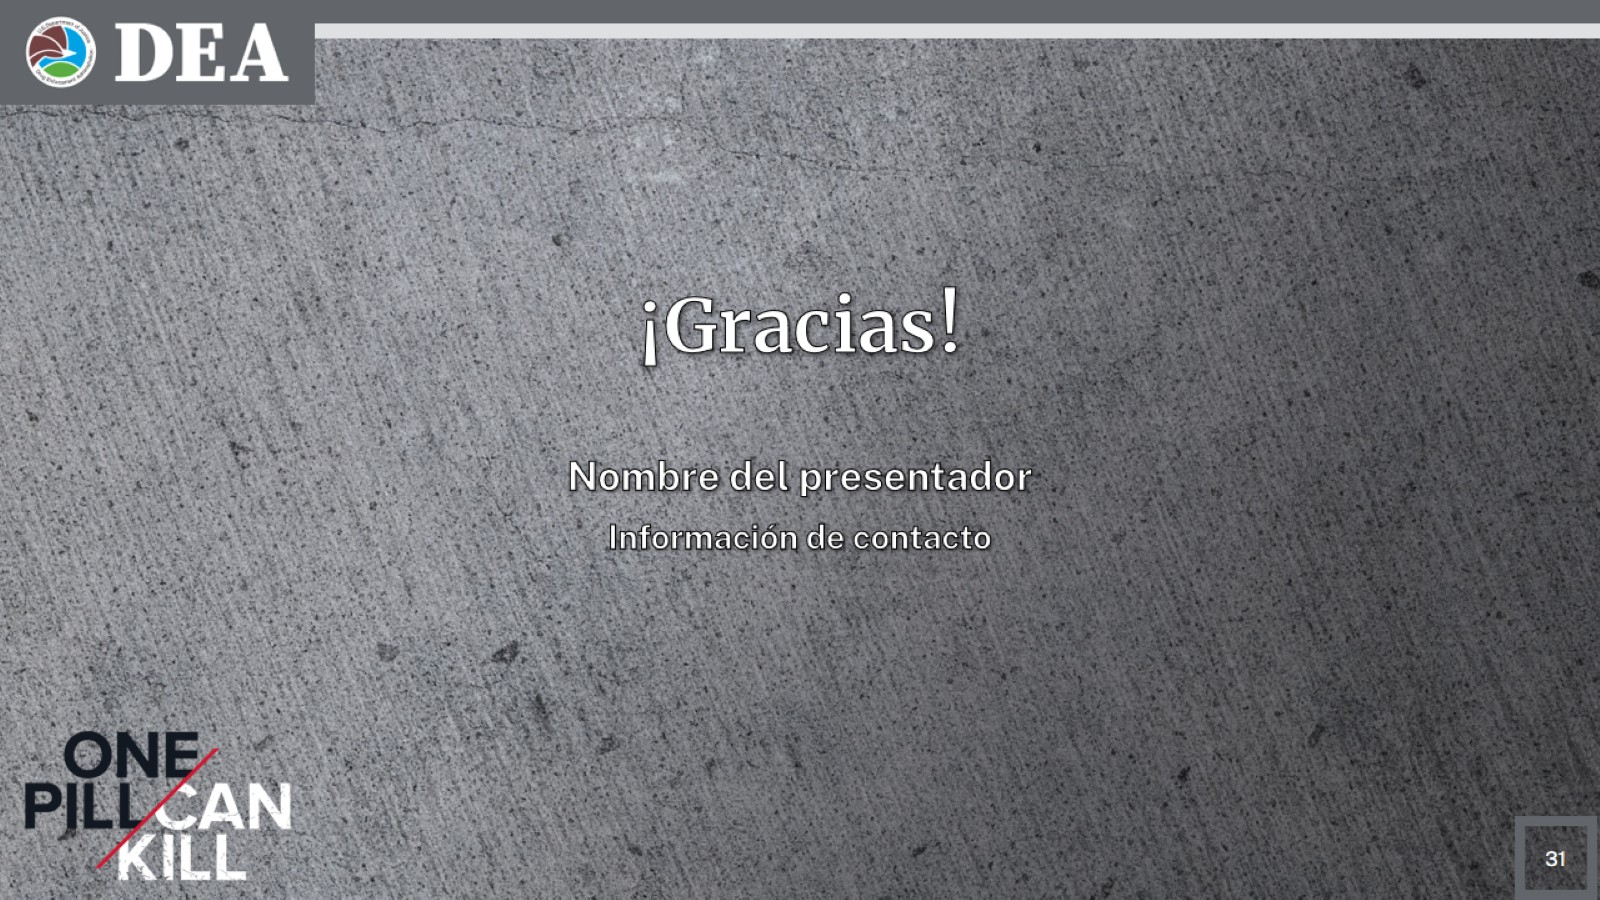 DEA
¡Gracias!
Nombre del presentador
Información de contacto
ONE
PILL CAN
KILL
31